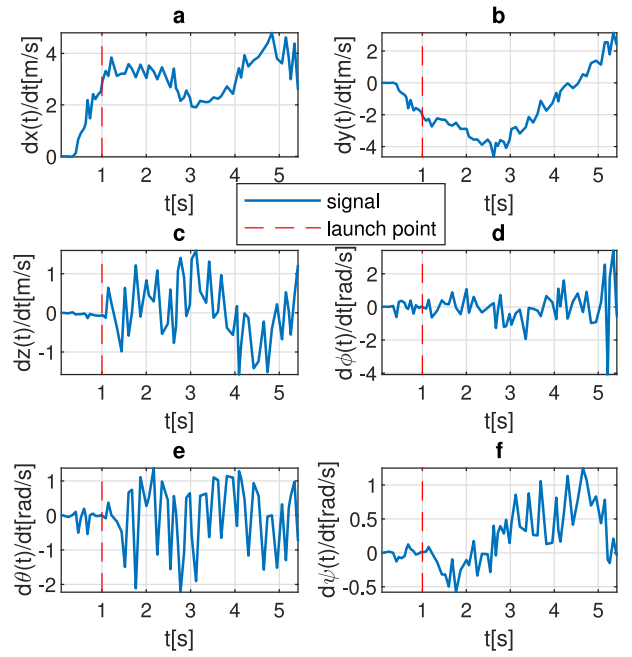 a
b
dx(t)/dt[m/s]
4
2
0
1 2 3 4 5
t[s]
dy(t)/dt[m/s]
2
0
-2
-4
1 2 3 4 5
t[s]
signal
launch point
c
d
dz(t)/dt[m/s]
1
0
-1
1 2 3 4 5
t[s]
dϕ(t)/dt[rad/s]
2
0
-2
-4
1 2 3 4 5
t[s]
e
f
dθ(t)/dt[rad/s]
1
0
-1
-2
1 2 3 4 5
t[s]
dψ(t)/dt[rad/s]
1
0.5
0
-0.5
1 2 3 4 5
t[s]